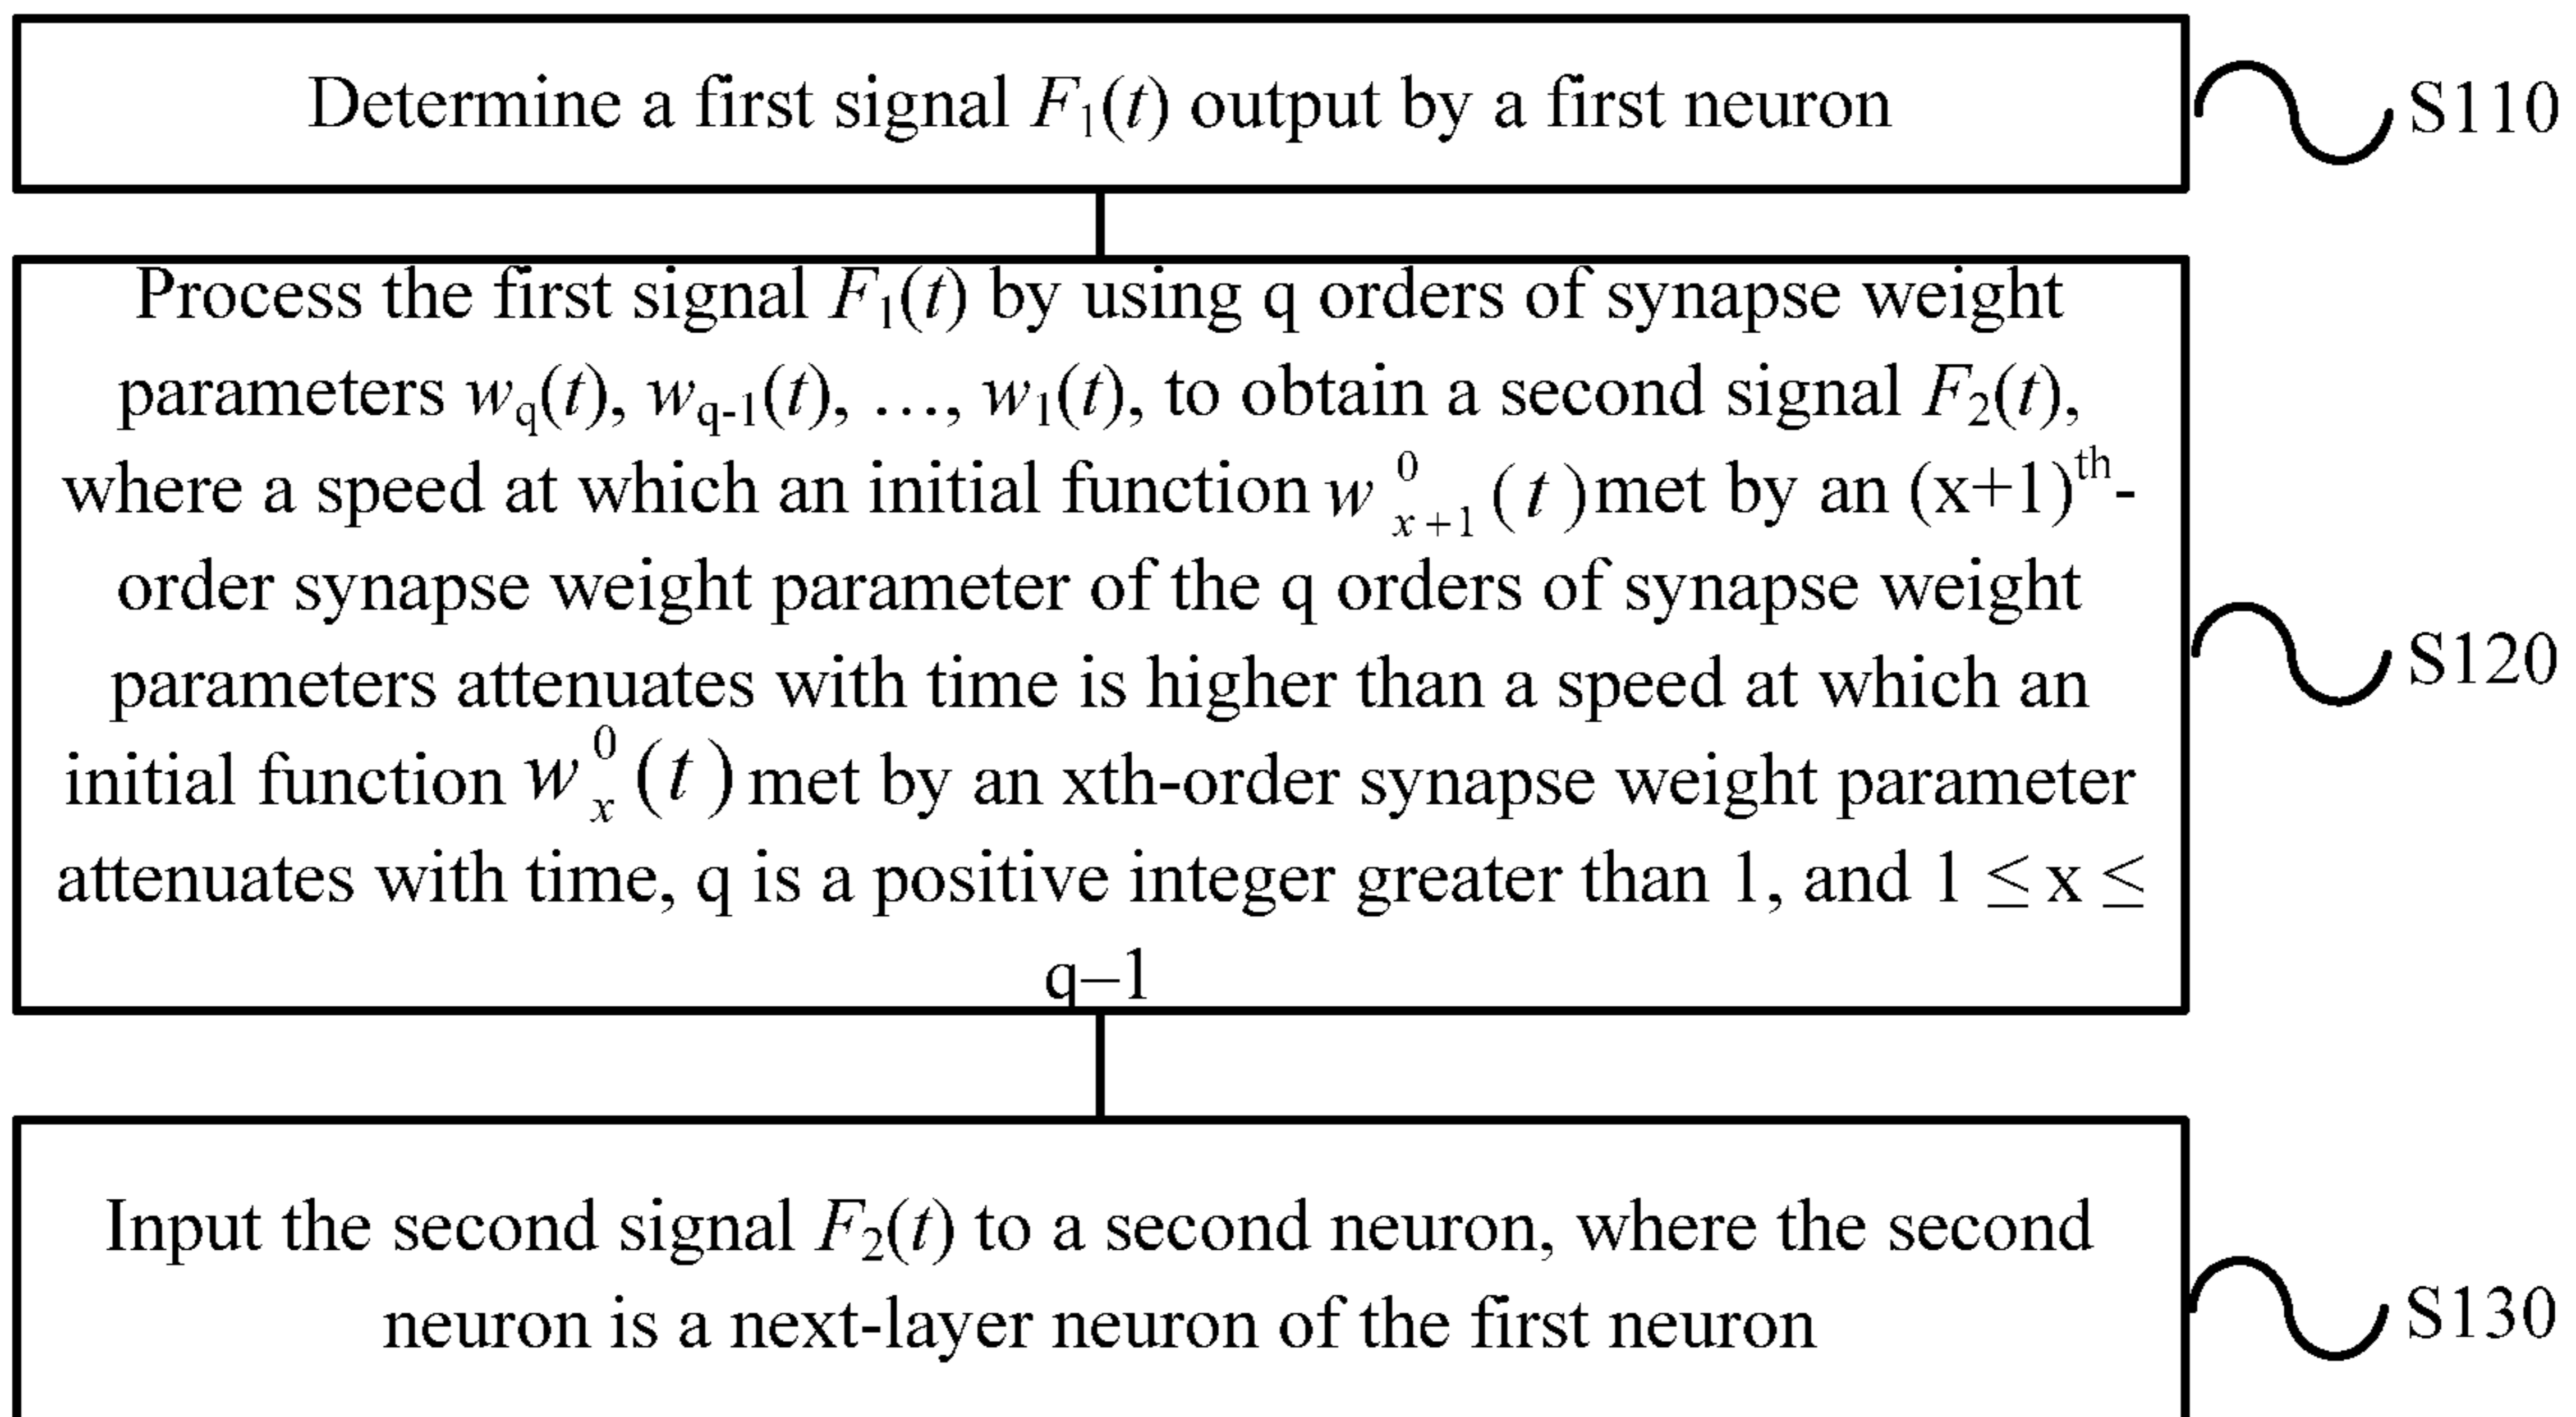 Determine a first signal F₁(t) output by a first neuron
S110
Process the first signal F₁(t) by using q orders of synapse weight
parameters w_q(t), w_q-1(t), …, w₁(t), to obtain a second signal F₂(t),
where a speed at which an initial function w⁰ₓ₊₁(t) met by an (x+1)ᵗʰ-
order synapse weight parameter of the q orders of synapse weight
parameters attenuates with time is higher than a speed at which an
initial function w⁰ₓ(t) met by an xth-order synapse weight parameter
attenuates with time, q is a positive integer greater than 1, and 1 ≤ x ≤
q–1
S120
Input the second signal F₂(t) to a second neuron, where the second
neuron is a next-layer neuron of the first neuron
S130